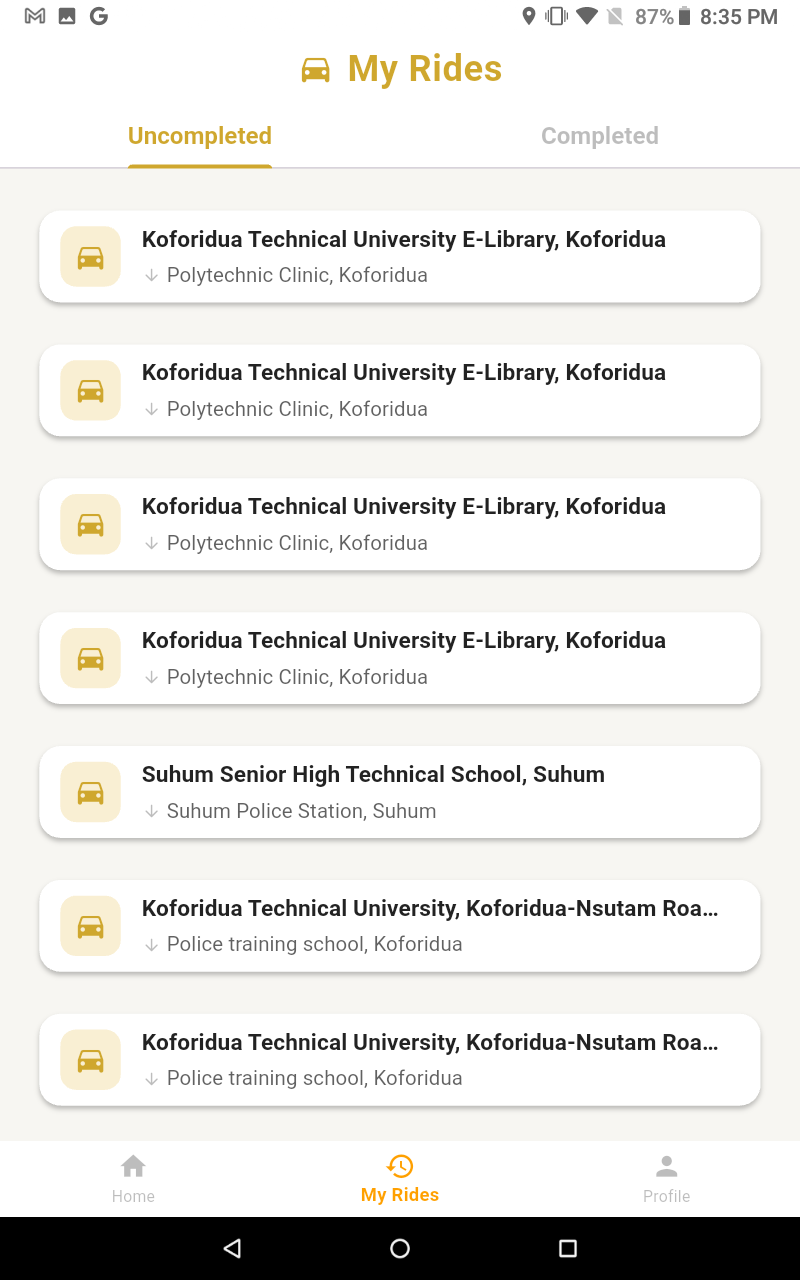 87%
8:35 PM
My Rides
Uncompleted
Completed
Koforidua Technical University E-Library, Koforidua
Polytechnic Clinic, Koforidua
Koforidua Technical University E-Library, Koforidua
Polytechnic Clinic, Koforidua
Koforidua Technical University E-Library, Koforidua
Polytechnic Clinic, Koforidua
Koforidua Technical University E-Library, Koforidua
Polytechnic Clinic, Koforidua
Suhum Senior High Technical School, Suhum
Suhum Police Station, Suhum
Koforidua Technical University, Koforidua-Nsutam Roa...
Police training school, Koforidua
Koforidua Technical University, Koforidua-Nsutam Roa...
Police training school, Koforidua
Home
My Rides
Profile